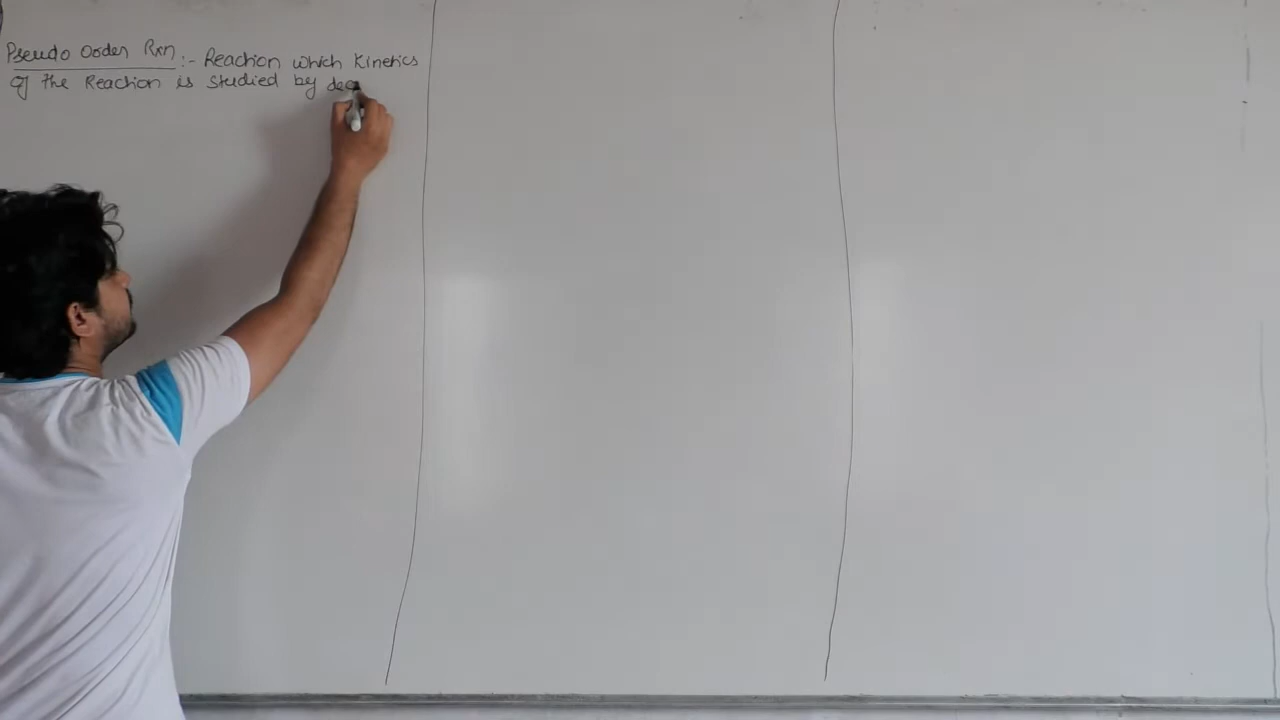 Pseudo Order Rxn :- Reaction which Kinetics
of the Reaction is studied by